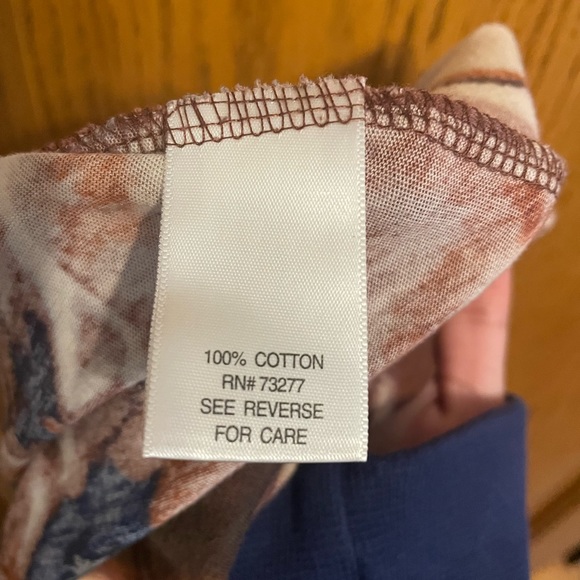 100% COTTON
RN# 73277
SEE REVERSE
FOR CARE